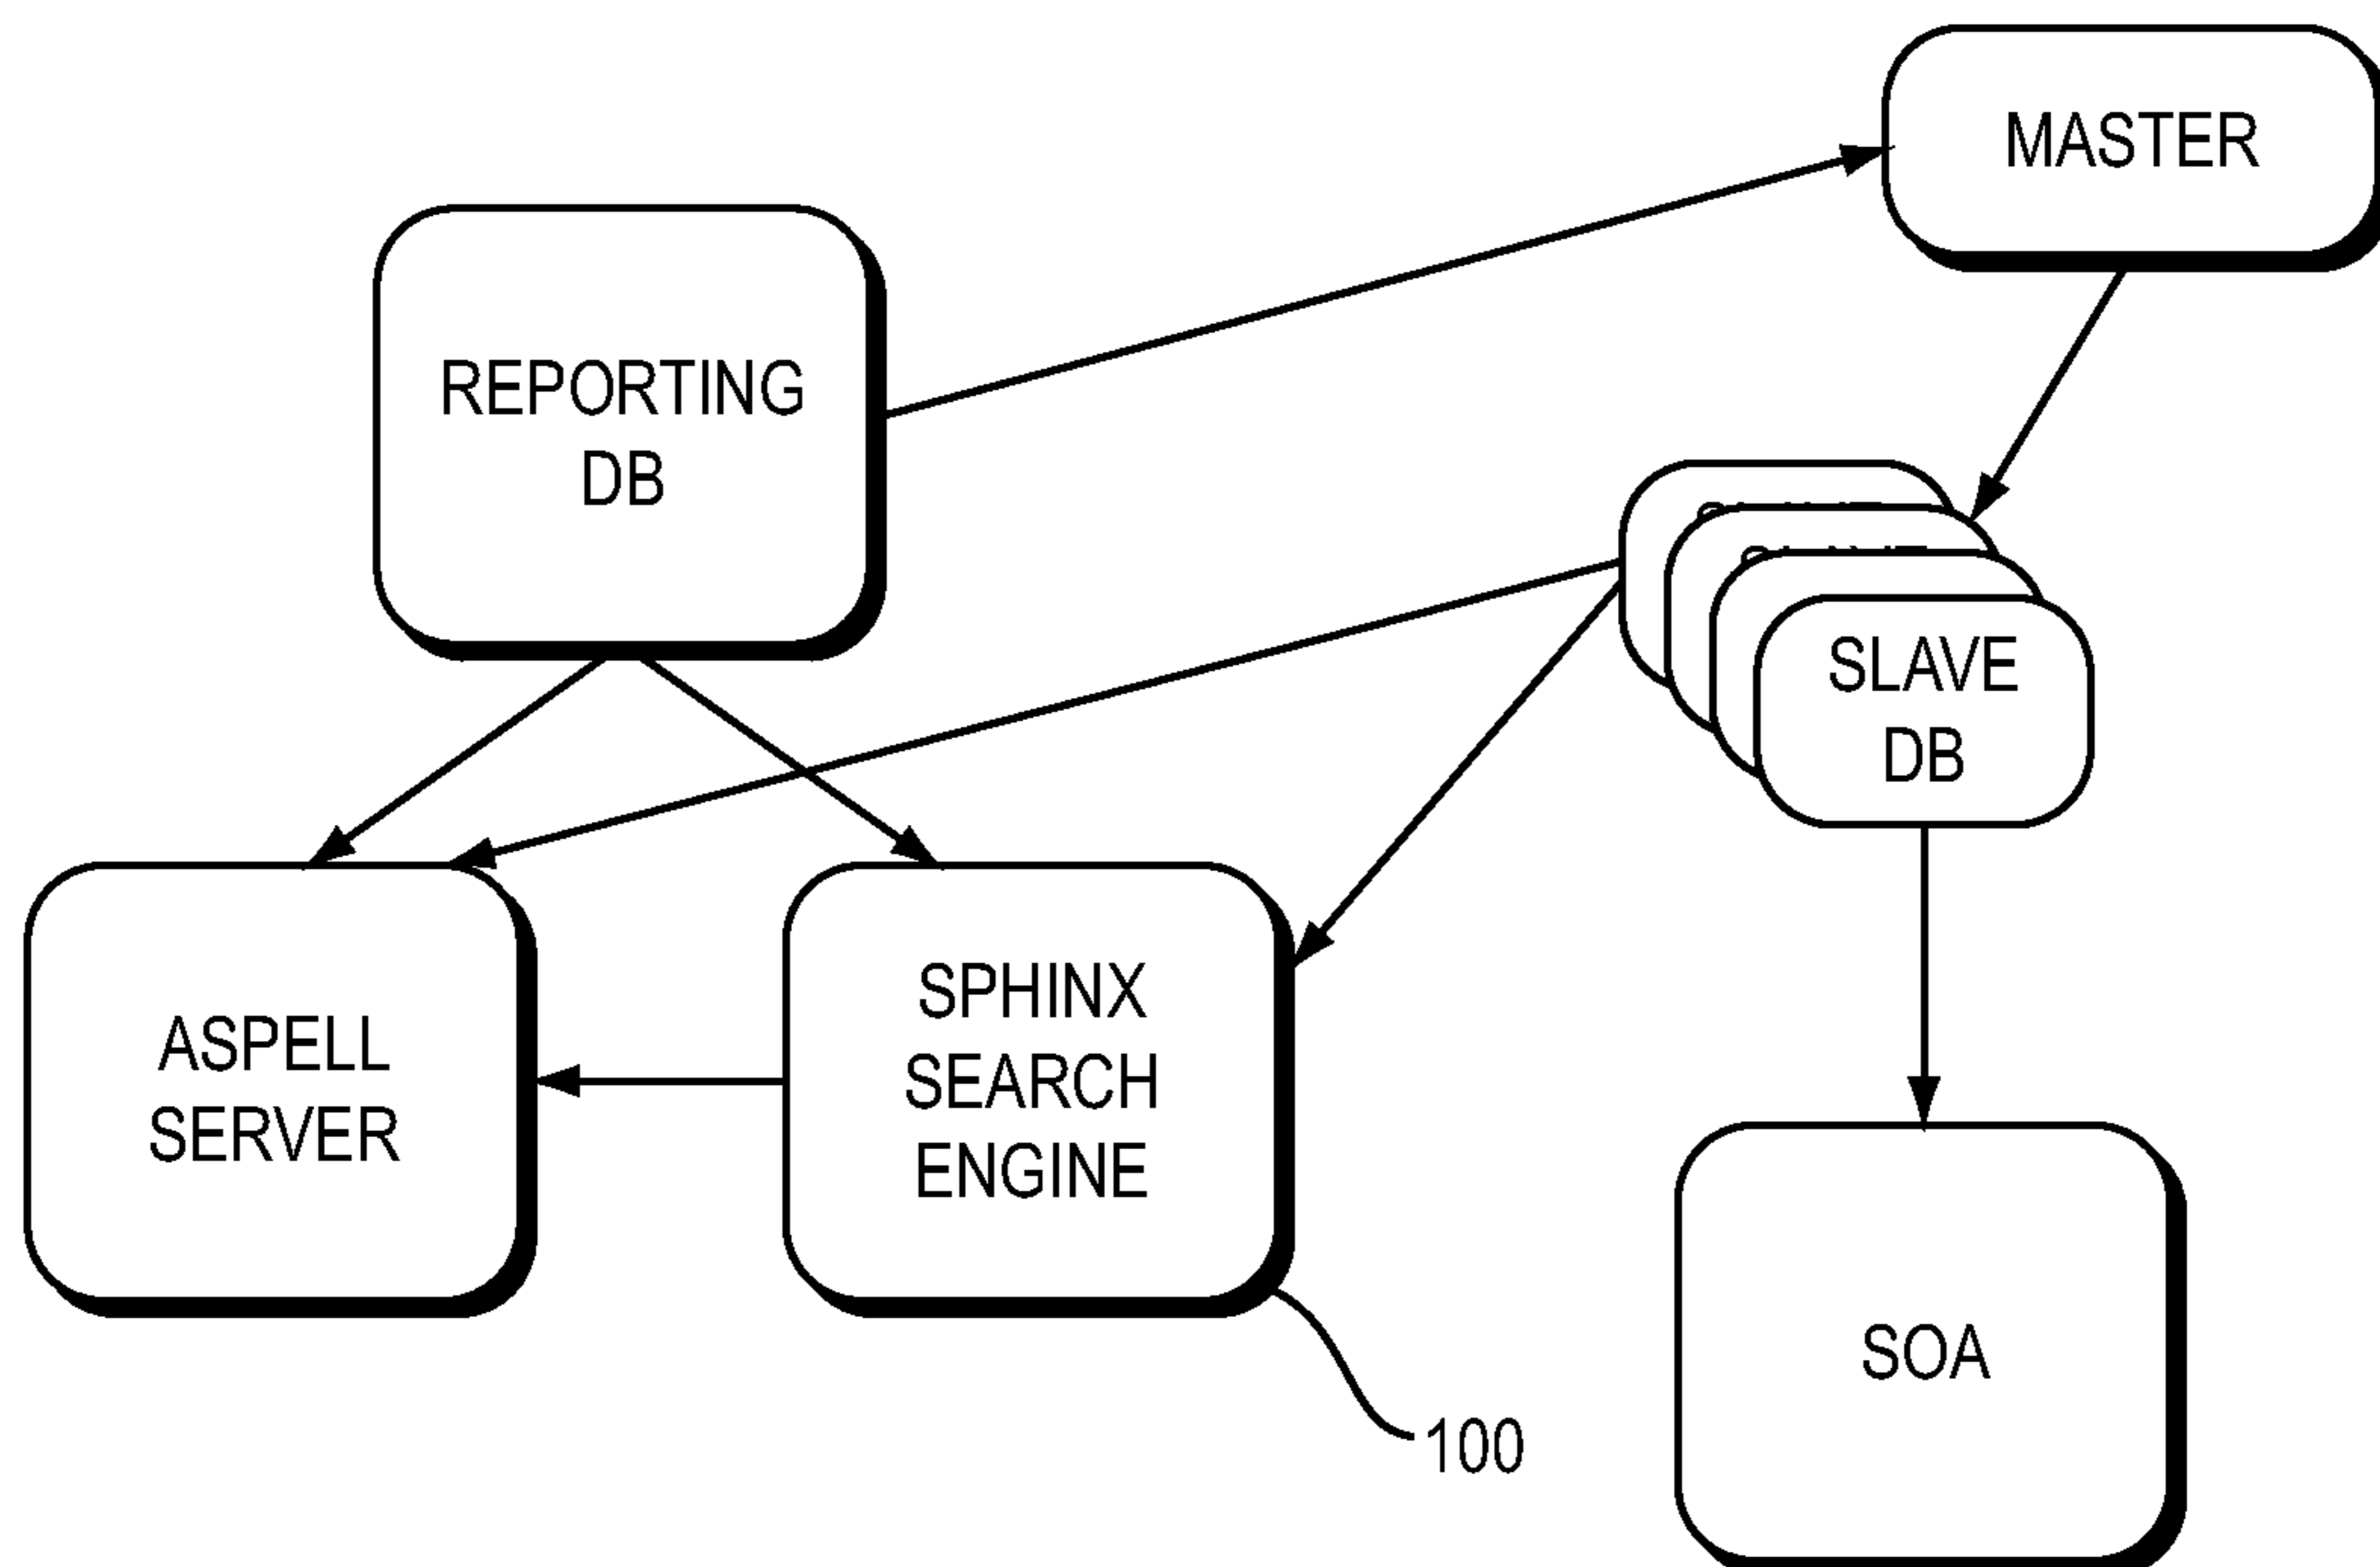 MASTER
REPORTING
DB
SLAVE
DB
ASPELL
SERVER
SPHINX
SEARCH
ENGINE
SOA
100